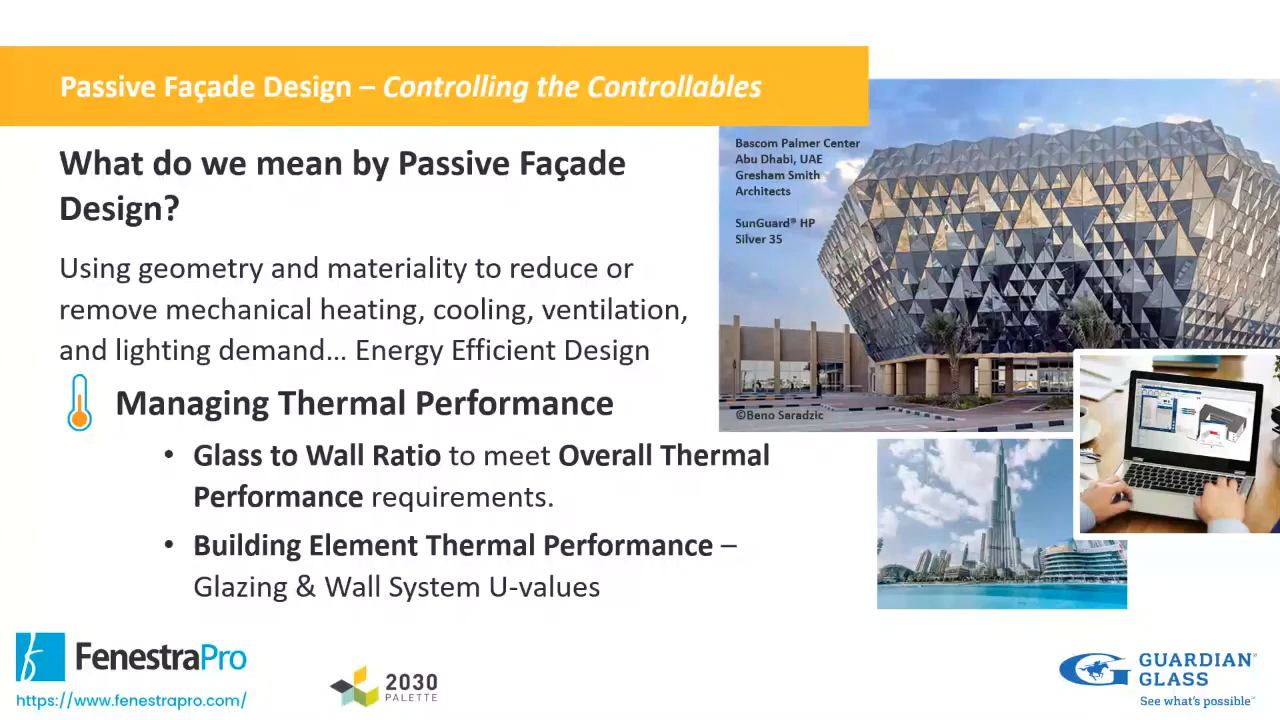 Passive Façade Design – Controlling the Controllables
What do we mean by Passive Façade
Design?
Using geometry and materiality to reduce or
remove mechanical heating, cooling, ventilation,
and lighting demand... Energy Efficient Design
Managing Thermal Performance
• Glass to Wall Ratio to meet Overall Thermal
Performance requirements.
• Building Element Thermal Performance –
Glazing & Wall System U-values
Bascom Palmer Center
Abu Dhabi, UAE
Gresham Smith
Architects
SunGuard® HP
Silver 35
©Beno Saradzic
FenestraPro
https://www.fenestrapro.com/
2030
PALETTE
GUARDIAN®
GLASS
See what's possible™